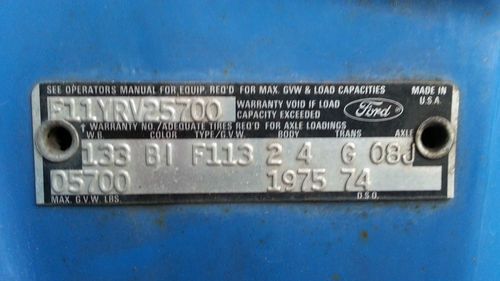 SEE OPERATORS MANUAL FOR EQUIP. REQ'D FOR MAX. GVW & LOAD CAPACITIES
MADE IN U.S.A.
F11YRV25700
WARRANTY VOID IF LOAD CAPACITY EXCEEDED
Ford
† WARRANTY NO./ADEQUATE TIRES REQ'D FOR AXLE LOADINGS
W.B. COLOR TYPE/G.V.W. BODY TRANS AXLE
133 BI F113 2 4 G 08J
05700 1975 74
MAX. G.V.W. LBS. D.S.O.